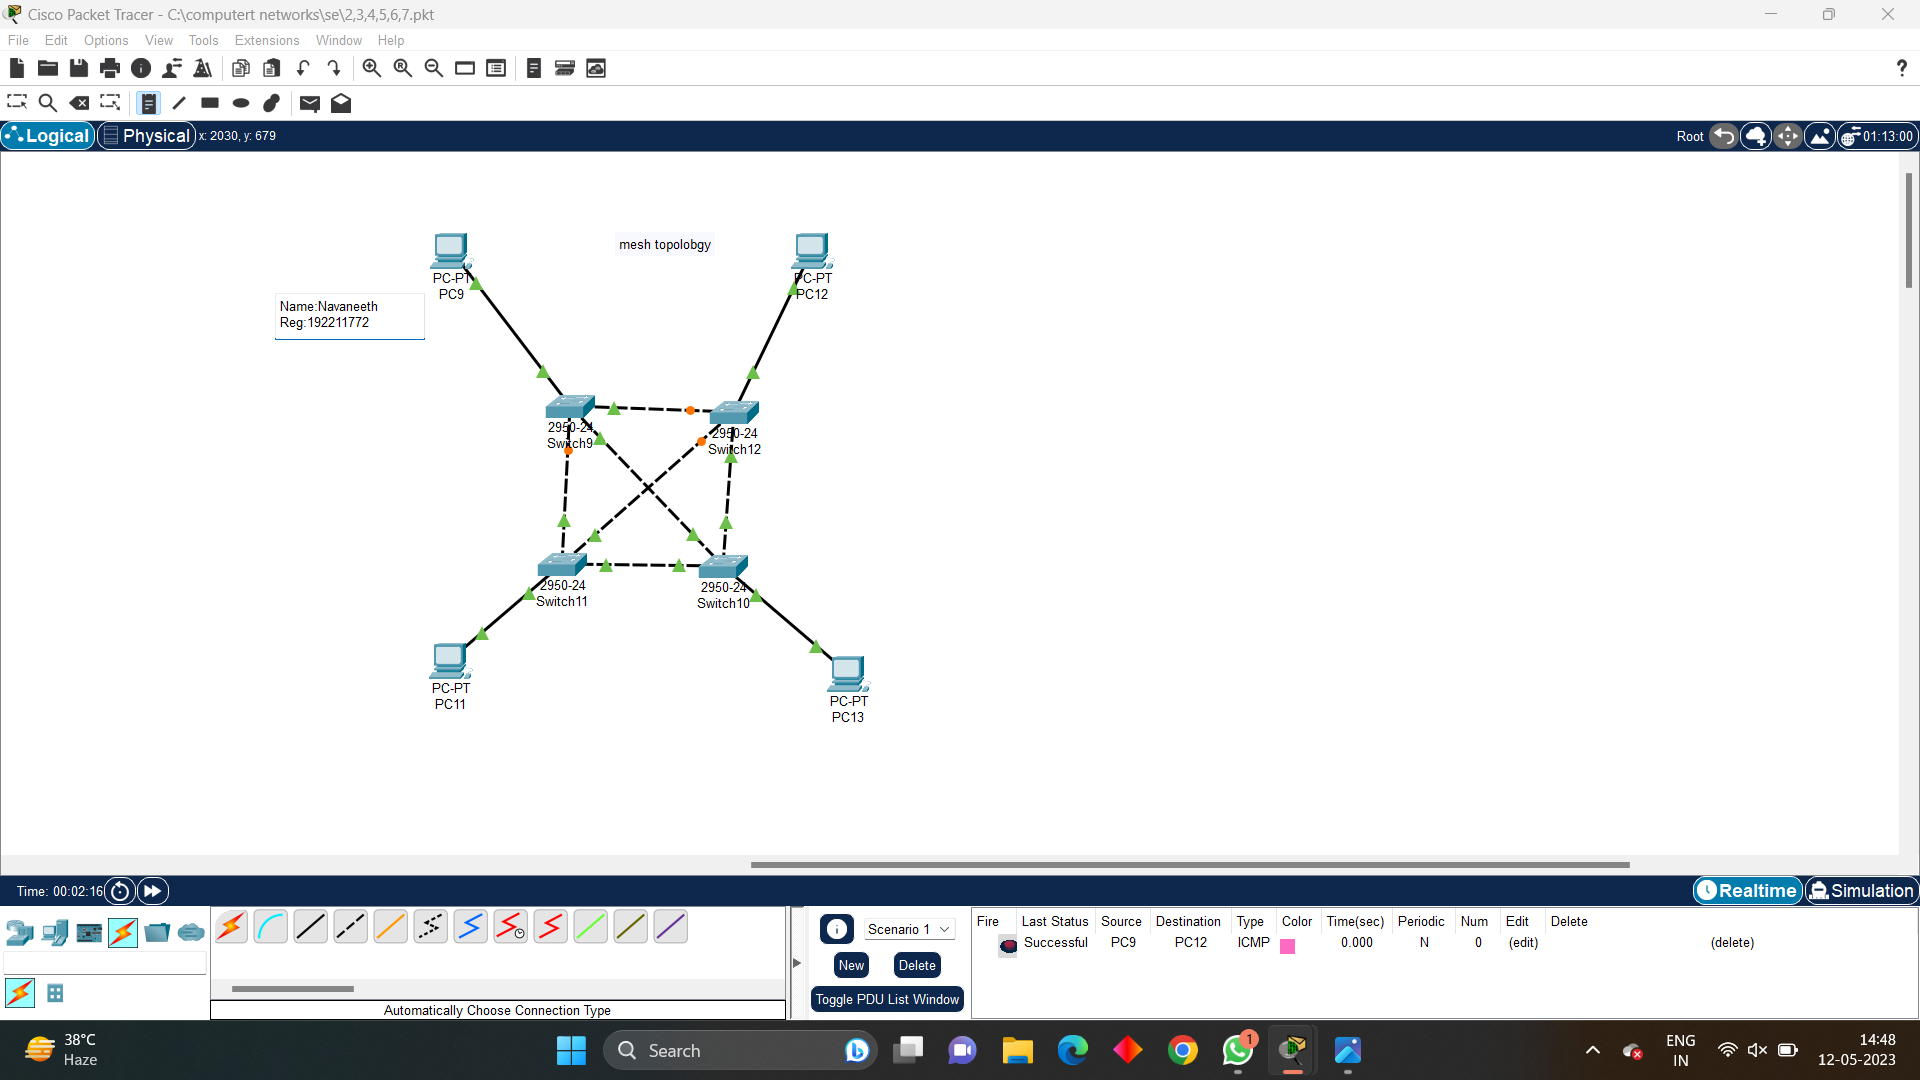 Cisco Packet Tracer - C:\computert networks\se\2,3,4,5,6,7.pkt
File Edit Options View Tools Extensions Window Help
?
Logical Physical x: 2030, y: 679 Root 01:13:00
mesh topolobgy
PC-PT
PC9
PC-PT
PC12
Name:Navaneeth
Reg:192211772
2950-24
Switch9
2950-24
Switch12
2950-24
Switch11
2950-24
Switch10
PC-PT
PC11
PC-PT
PC13
Time: 00:02:16 Realtime Simulation
Scenario 1
New Delete
Toggle PDU List Window
Fire Last Status Source Destination Type Color Time(sec) Periodic Num Edit Delete
Successful PC9 PC12 ICMP 0.000 N 0 (edit) (delete)
Automatically Choose Connection Type
38°C
Haze
Search
1
ENG
IN
14:48
12-05-2023